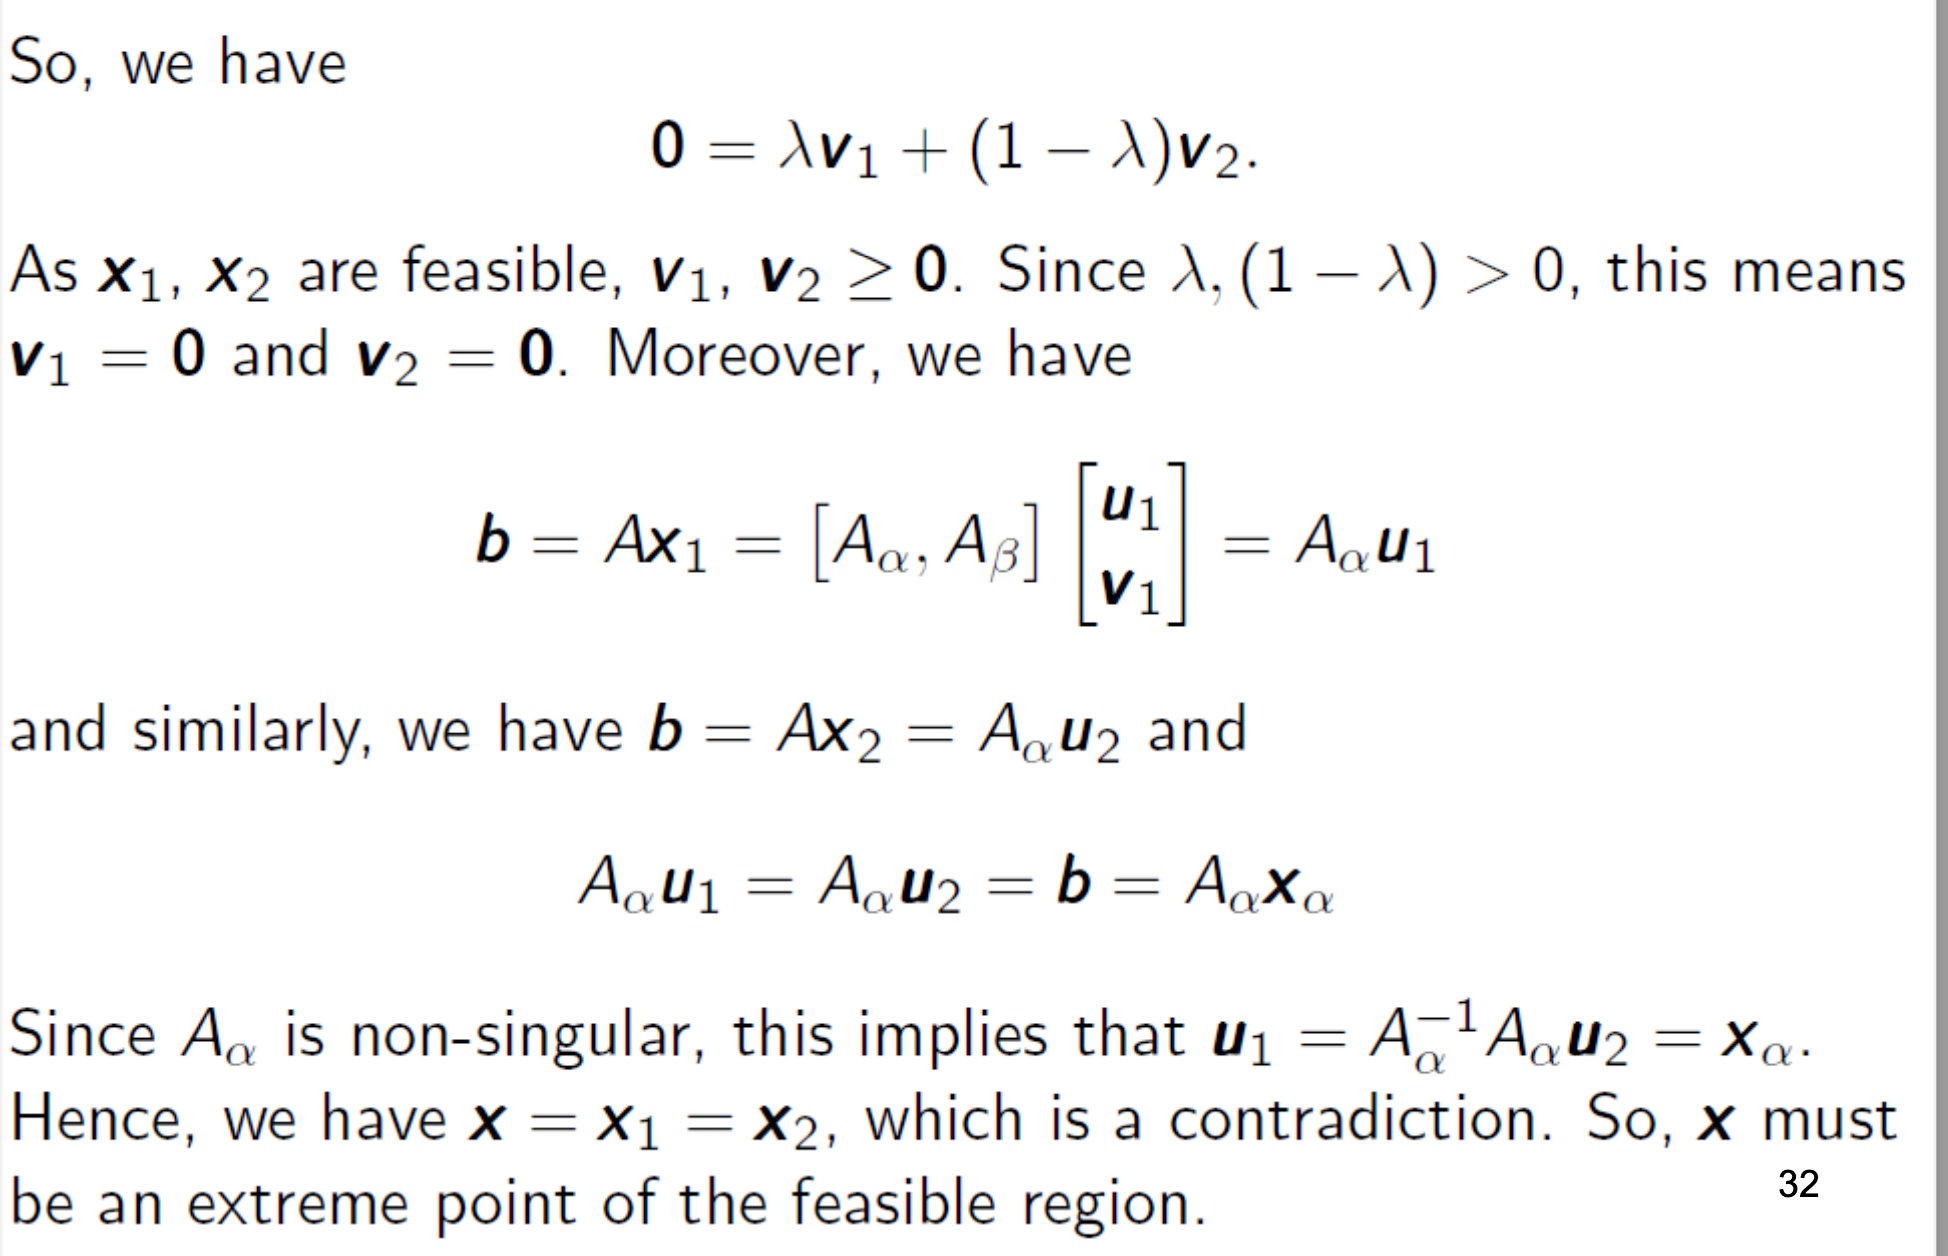 So, we have
0 = λv₁ + (1 − λ)v₂.
As x₁, x₂ are feasible, v₁, v₂ ≥ 0. Since λ, (1 − λ) > 0, this means
v₁ = 0 and v₂ = 0. Moreover, we have
b = Ax₁ = [A_α, A_β] [u₁ v₁] = A_α u₁
and similarly, we have b = Ax₂ = A_α u₂ and
A_α u₁ = A_α u₂ = b = A_α x_α
Since A_α is non-singular, this implies that u₁ = A_α⁻¹ A_α u₂ = x_α.
Hence, we have x = x₁ = x₂, which is a contradiction. So, x must
be an extreme point of the feasible region.
32